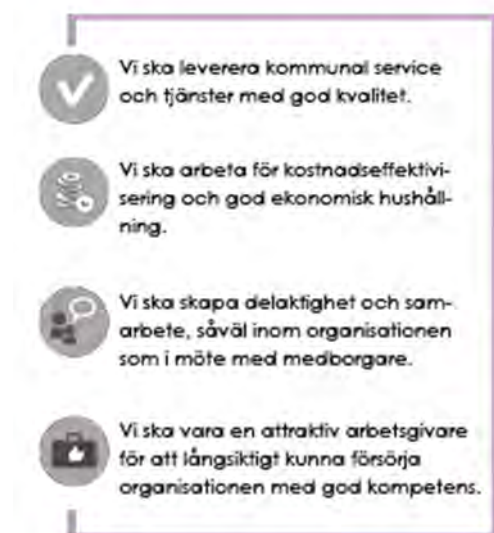 Vi ska leverera kommunal service
och tjänster med god kvalitet.
Vi ska arbeta för kostnadseffektivi-
sering och god ekonomisk hushåll-
ning.
Vi ska skapa delaktighet och sam-
arbete, såväl inom organisationen
som i möte med medborgare.
Vi ska vara en attraktiv arbetsgivare
för att långsiktigt kunna försörja
organisationen med god kompetens.